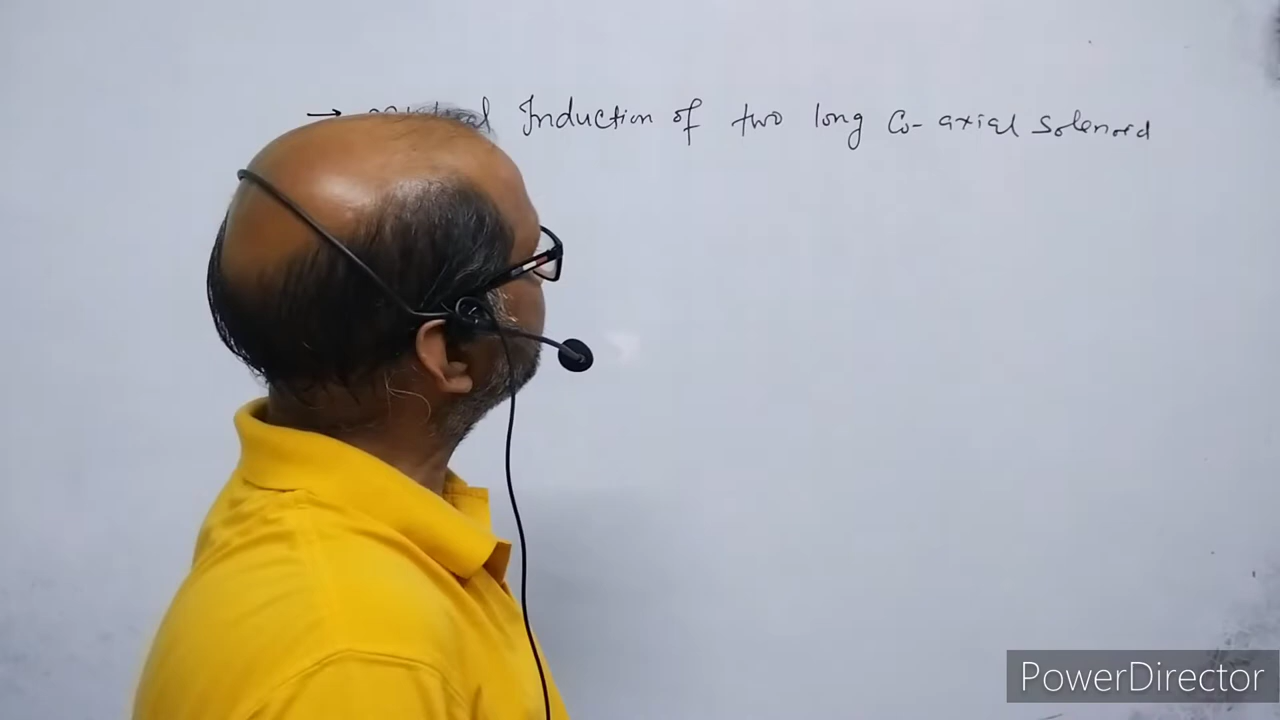 → Mutual Induction of two long Co-axial Solenoid
PowerDirector